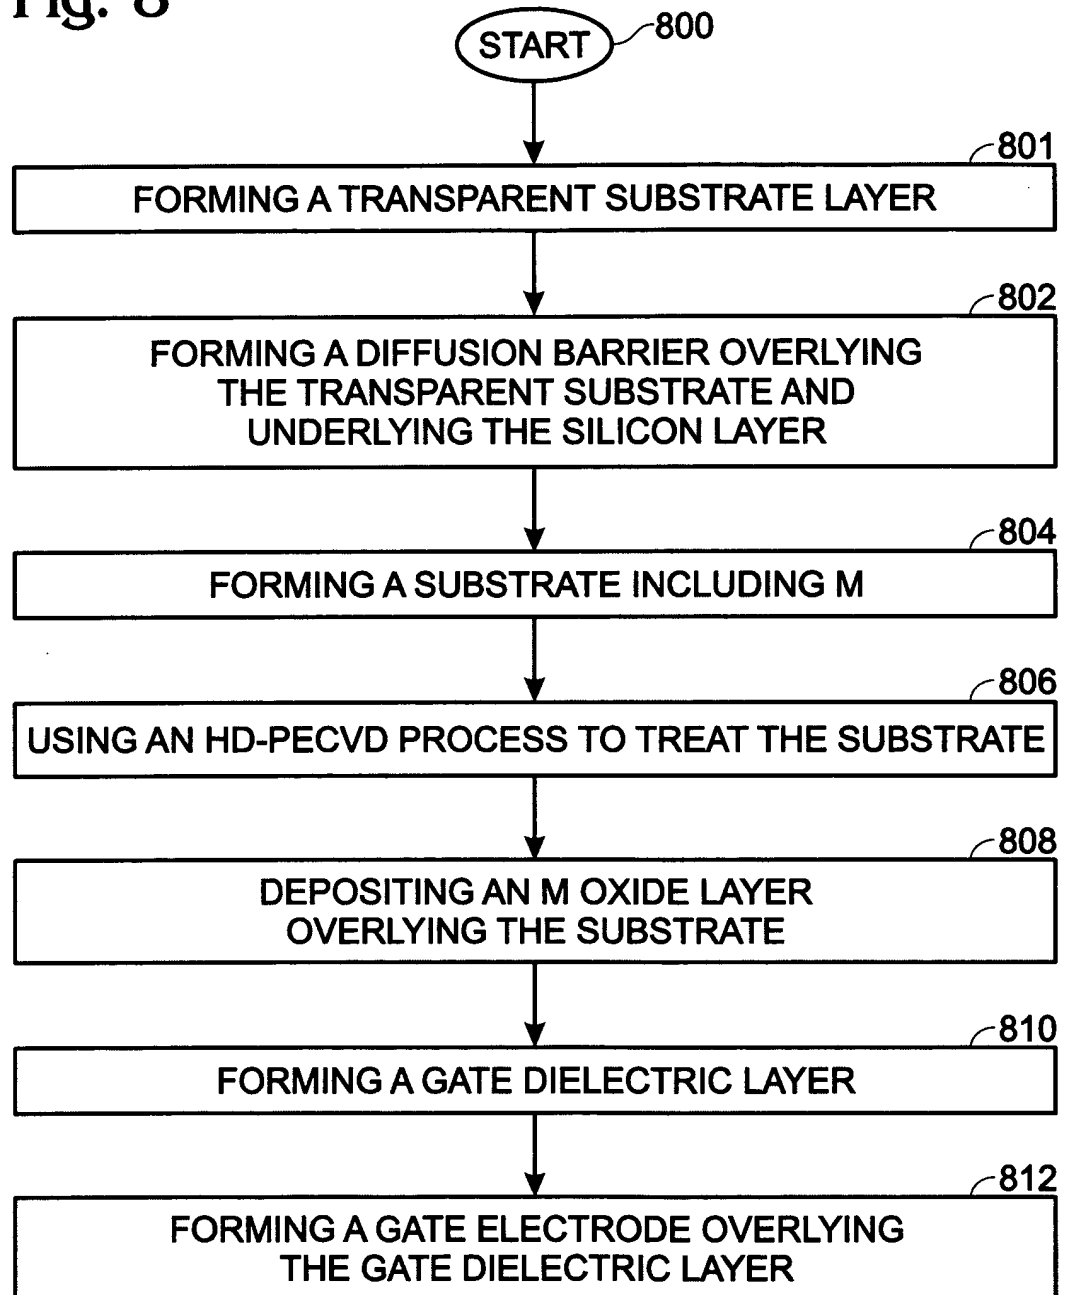 Fig. 8
START
800
801
FORMING A TRANSPARENT SUBSTRATE LAYER
802
FORMING A DIFFUSION BARRIER OVERLYING
THE TRANSPARENT SUBSTRATE AND
UNDERLYING THE SILICON LAYER
804
FORMING A SUBSTRATE INCLUDING M
806
USING AN HD-PECVD PROCESS TO TREAT THE SUBSTRATE
808
DEPOSITING AN M OXIDE LAYER
OVERLYING THE SUBSTRATE
810
FORMING A GATE DIELECTRIC LAYER
812
FORMING A GATE ELECTRODE OVERLYING
THE GATE DIELECTRIC LAYER